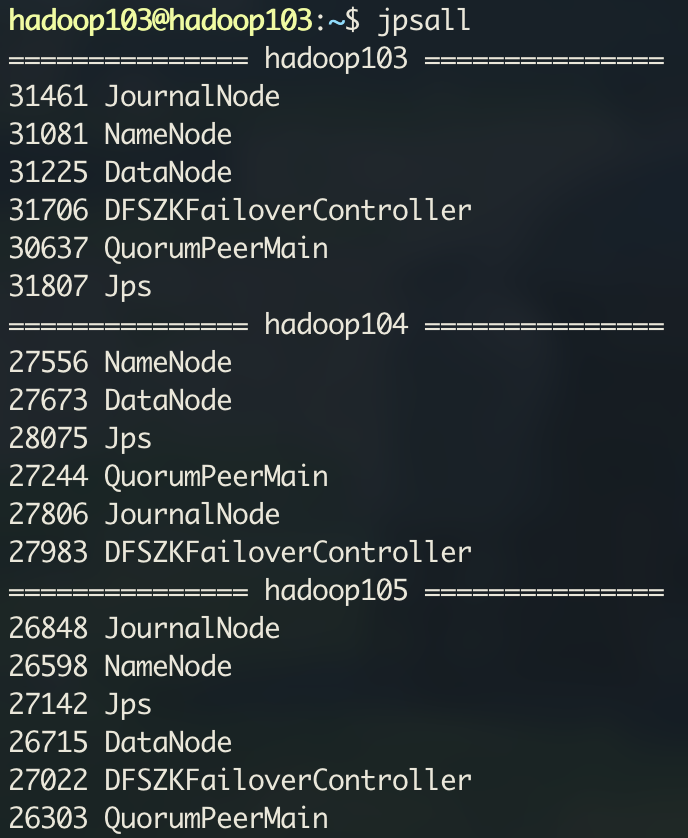 hadoop103@hadoop103:~$ jpsall
=============== hadoop103 ===============
31461 JournalNode
31081 NameNode
31225 DataNode
31706 DFSZKFailoverController
30637 QuorumPeerMain
31807 Jps
=============== hadoop104 ===============
27556 NameNode
27673 DataNode
28075 Jps
27244 QuorumPeerMain
27806 JournalNode
27983 DFSZKFailoverController
=============== hadoop105 ===============
26848 JournalNode
26598 NameNode
27142 Jps
26715 DataNode
27022 DFSZKFailoverController
26303 QuorumPeerMain